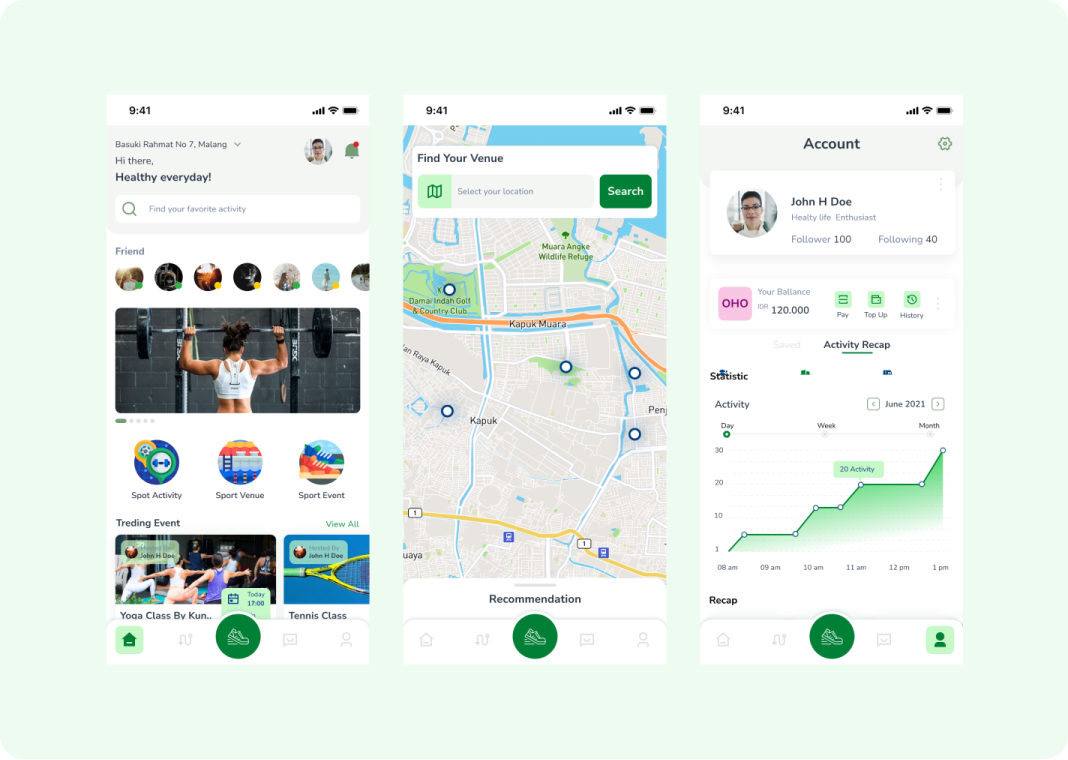 9:41
Basuki Rahmat No 7, Malang
Hi there,
Healthy everyday!
Find your favorite activity
Friend
Spot Activity
Sport Venue
Sport Event
Treding Event
View All
Hosted By
John H Doe
Today
17:00
Yoga Class By Kun..
Hosted By
John H Doe
Tennis Class
9:41
Find Your Venue
Select your location
Search
Muara Angke
Wildlife Refuge
Damai Indah Golf
& Country Club
Kapuk Muara
lan Raya Kapuk
Kapuk
Penj
1
1
uaya
Recommendation
9:41
Account
John H Doe
Healty life Enthusiast
Follower 100
Following 40
OHO
Your Ballance
IDR 120.000
Pay
Top Up
History
Saved
Activity Recap
Statistic
Activity
June 2021
Day
Week
Month
30
20
10
1
20 Activity
08 am
09 am
10 am
11 am
12 pm
1 pm
Recap